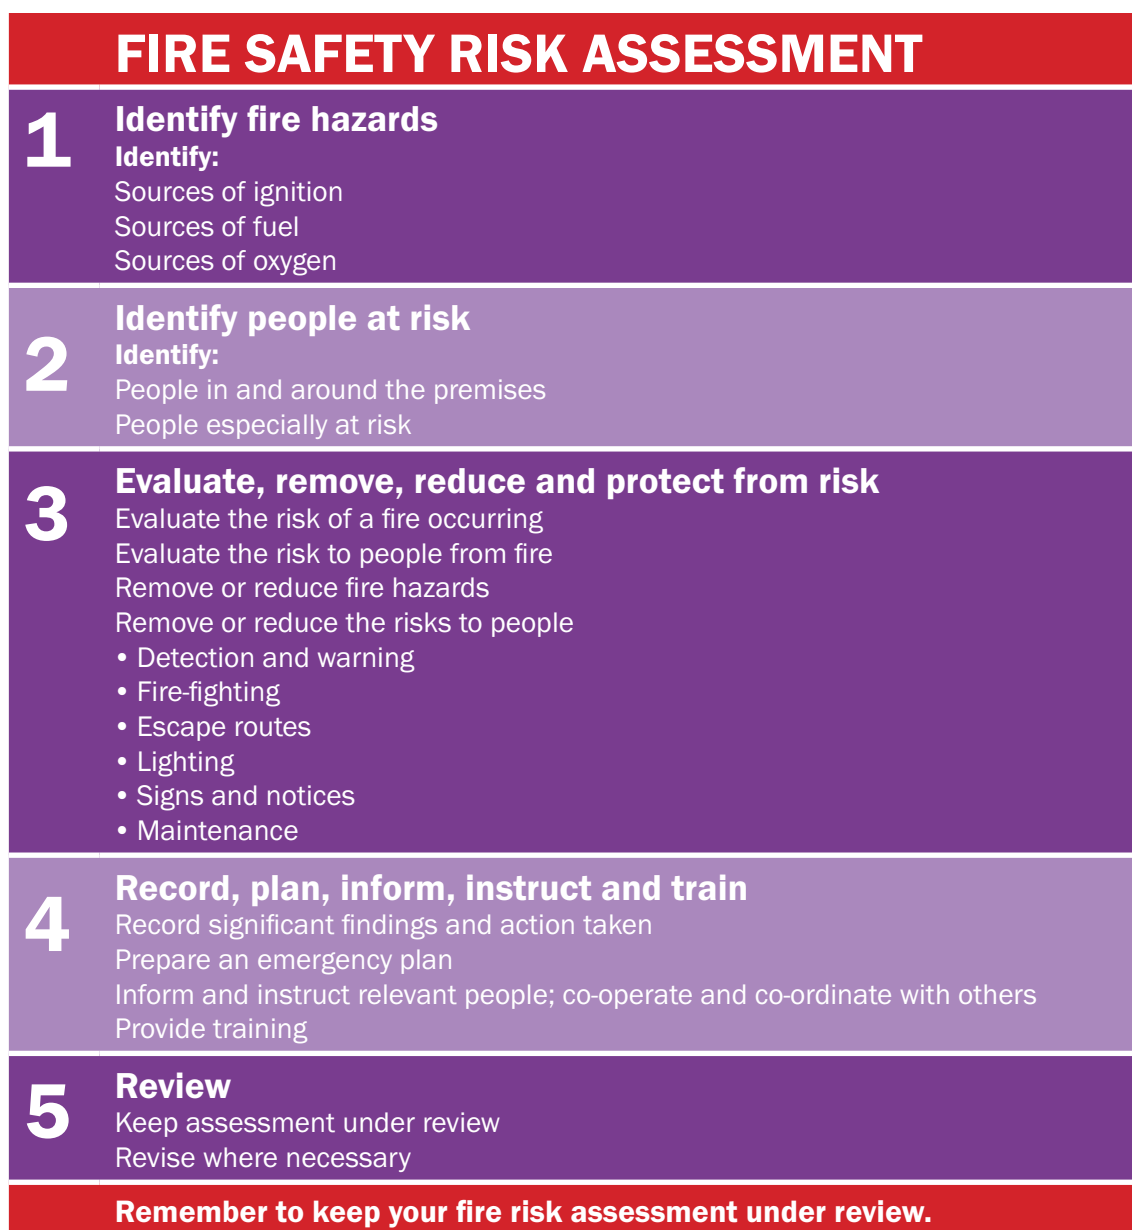 FIRE SAFETY RISK ASSESSMENT
1
Identify fire hazards
Identify:
Sources of ignition
Sources of fuel
Sources of oxygen
2
Identify people at risk
Identify:
People in and around the premises
People especially at risk
3
Evaluate, remove, reduce and protect from risk
Evaluate the risk of a fire occurring
Evaluate the risk to people from fire
Remove or reduce fire hazards
Remove or reduce the risks to people
• Detection and warning
• Fire-fighting
• Escape routes
• Lighting
• Signs and notices
• Maintenance
4
Record, plan, inform, instruct and train
Record significant findings and action taken
Prepare an emergency plan
Inform and instruct relevant people; co-operate and co-ordinate with others
Provide training
5
Review
Keep assessment under review
Revise where necessary
Remember to keep your fire risk assessment under review.